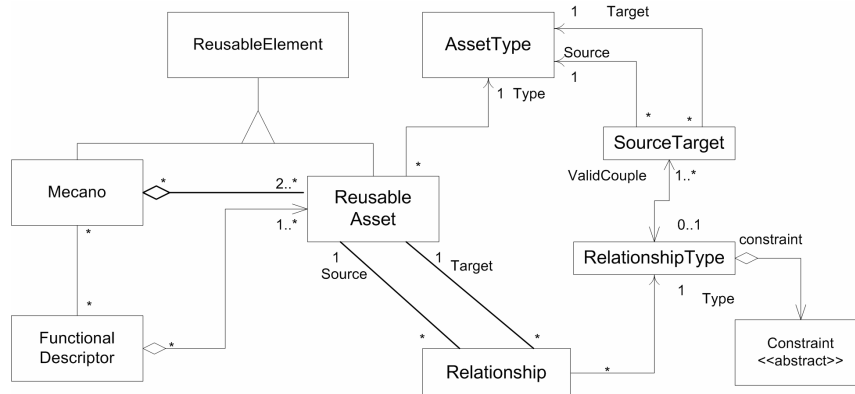 1 Target
ReusableElement
AssetType
Source
1
1 Type
*
*
*
SourceTarget
Mecano
*
2..*
Reusable
Asset
ValidCouple
1..*
1..*
*
0..1
constraint
1
Source
1
Target
RelationshipType
1
Type
*
Functional
Descriptor
*
*
*
Constraint
<<abstract>>
Relationship
*